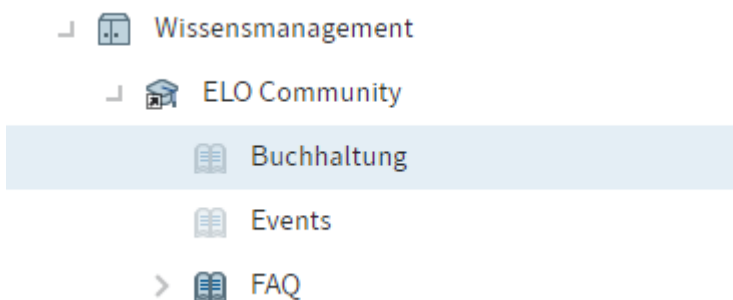 Wissensmanagement
ELO Community
Buchhaltung
Events
FAQ